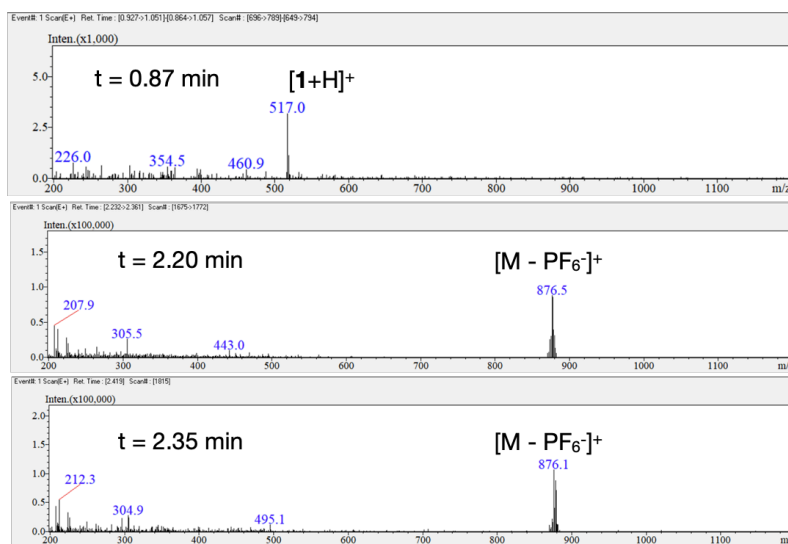 Event#: 1 Scan(E+) Ret. Time : [0.927->1.051]-[0.864->1.057] Scan# : [696->789]-[649->794]
Inten.(x1,000)
t = 0.87 min
[1+H]+
5.0
517.0
2.5
226.0
354.5
460.9
0.0
200 300 400 500 600 700 800 900 1000 1100 m/z
Event#: 1 Scan(E+) Ret. Time : [2.232->2.361] Scan# : [1675->1772]
Inten.(x100,000)
1.5
t = 2.20 min
[M - PF6-]+
876.5
1.0
207.9
0.5
305.5
443.0
0.0
200 300 400 500 600 700 800 900 1000 1100 m/
Event#: 1 Scan(E+) Ret. Time : [2.419] Scan# : [1815]
Inten.(x100,000)
2.0
t = 2.35 min
[M - PF6-]+
1.5
876.1
1.0
212.3
0.5
304.9
495.1
0.0
200 300 400 500 600 700 800 900 1000 1100 m/